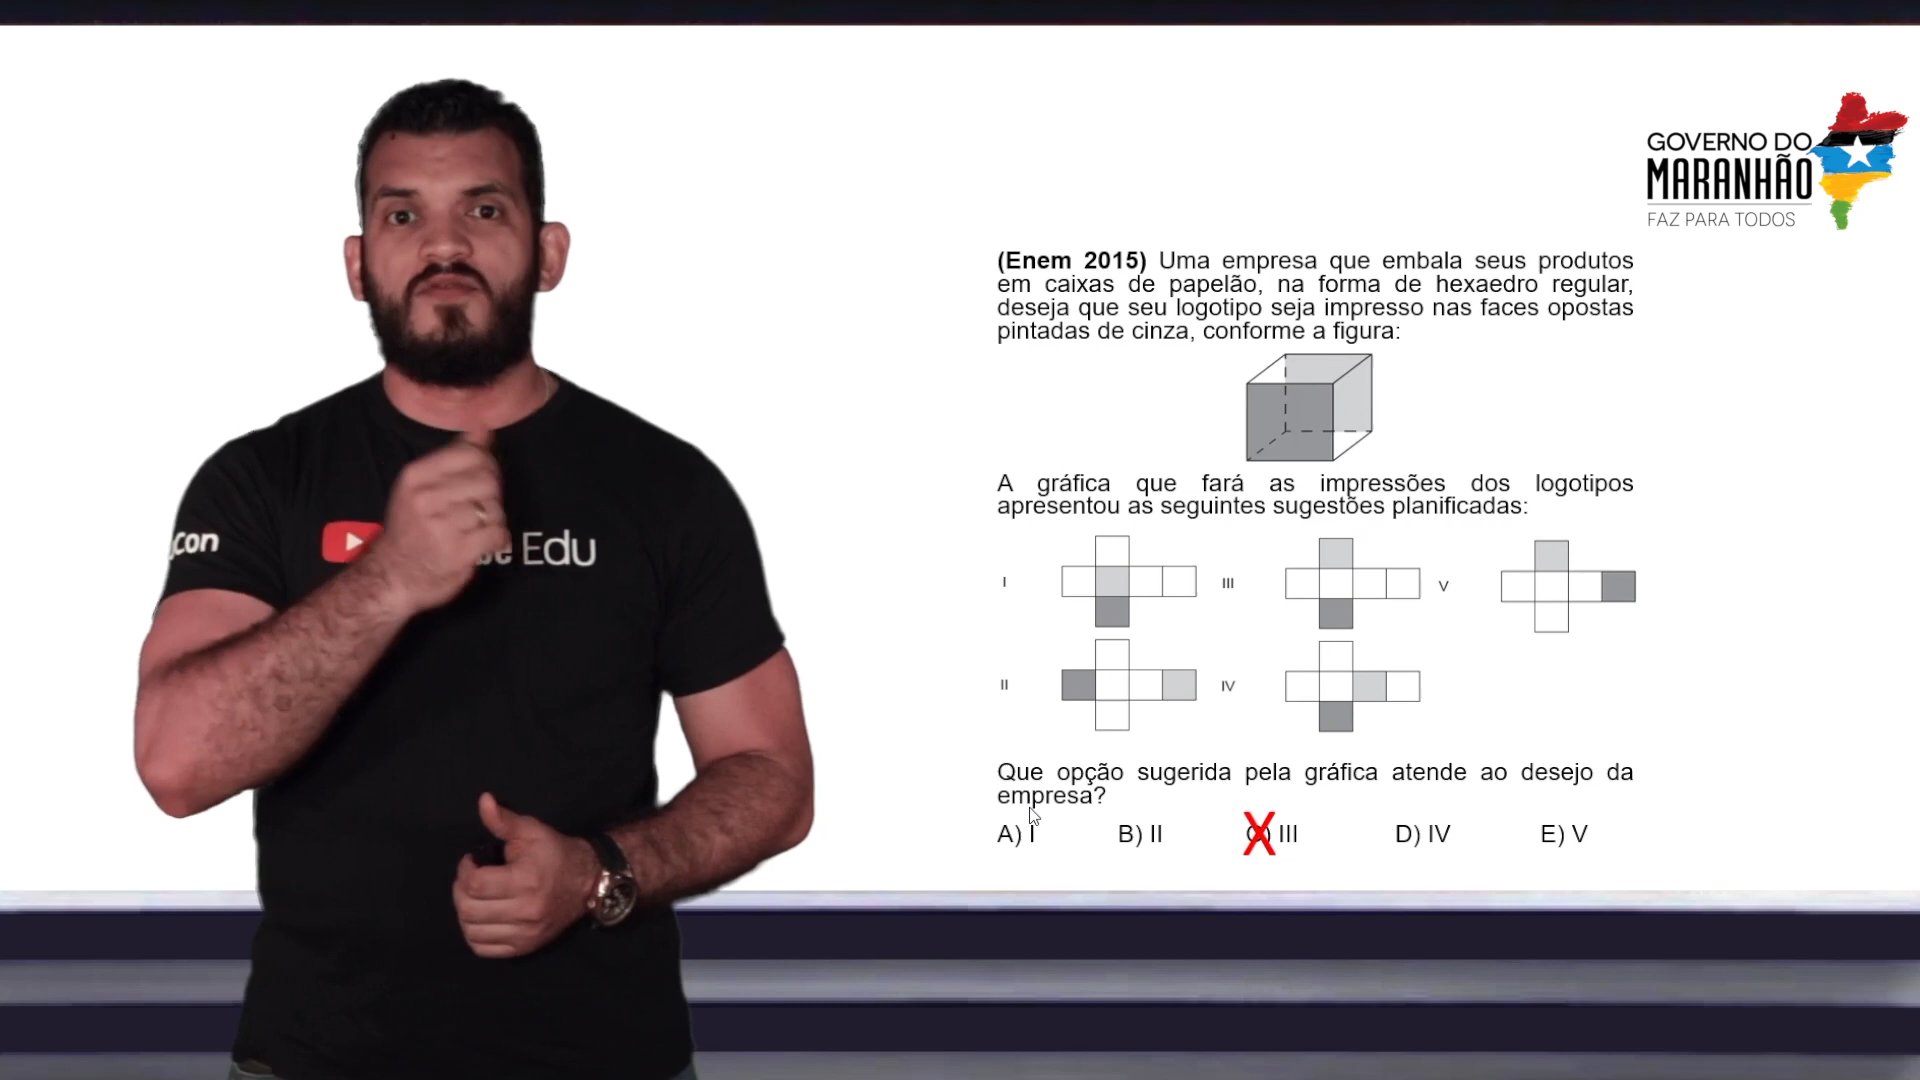 GOVERNO DO
MARANHÃO
FAZ PARA TODOS
(Enem 2015) Uma empresa que embala seus produtos
em caixas de papelão, na forma de hexaedro regular,
deseja que seu logotipo seja impresso nas faces opostas
pintadas de cinza, conforme a figura:
A gráfica que fará as impressões dos logotipos
apresentou as seguintes sugestões planificadas:
I III V
II IV
Que opção sugerida pela gráfica atende ao desejo da
empresa?
A) I B) II C) III D) IV E) V
Con
Edu